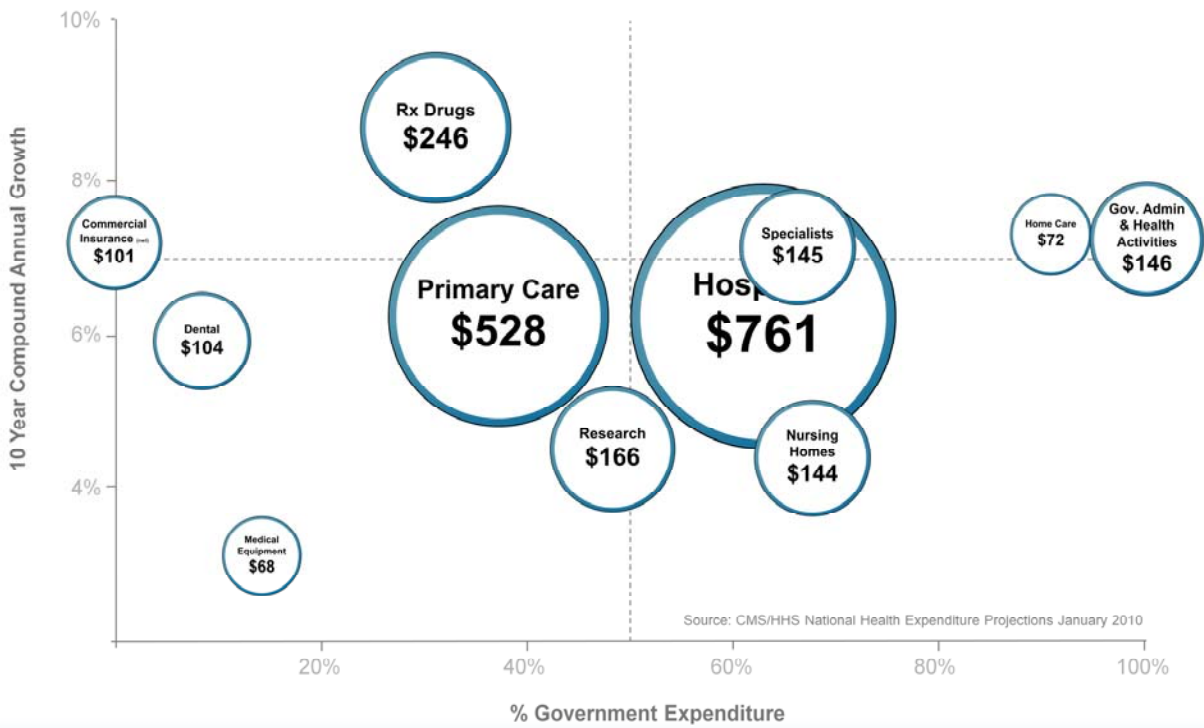 10 Year Compound Annual Growth
10%
8%
6%
4%
Rx Drugs
$246
Commercial
Insurance (net)
$101
Dental
$104
Primary Care
$528
Specialists
$145
Hosp
$761
Home Care
$72
Gov. Admin
& Health
Activities
$146
Research
$166
Nursing
Homes
$144
Medical
Equipment
$68
Source: CMS/HHS National Health Expenditure Projections January 2010
20%
40%
60%
80%
100%
% Government Expenditure